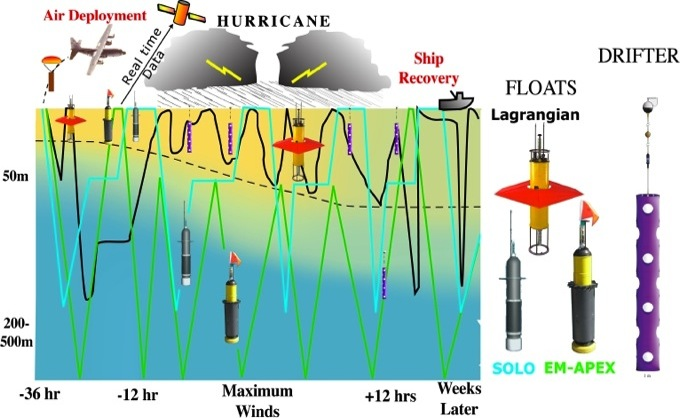 Air Deployment
HURRICANE
Real time
Data
Ship
Recovery
DRIFTER
FLOATS
Lagrangian
50m
200-
500m
SOLO EM-APEX
-36 hr
-12 hr
Maximum
Winds
+12 hrs
Weeks
Later